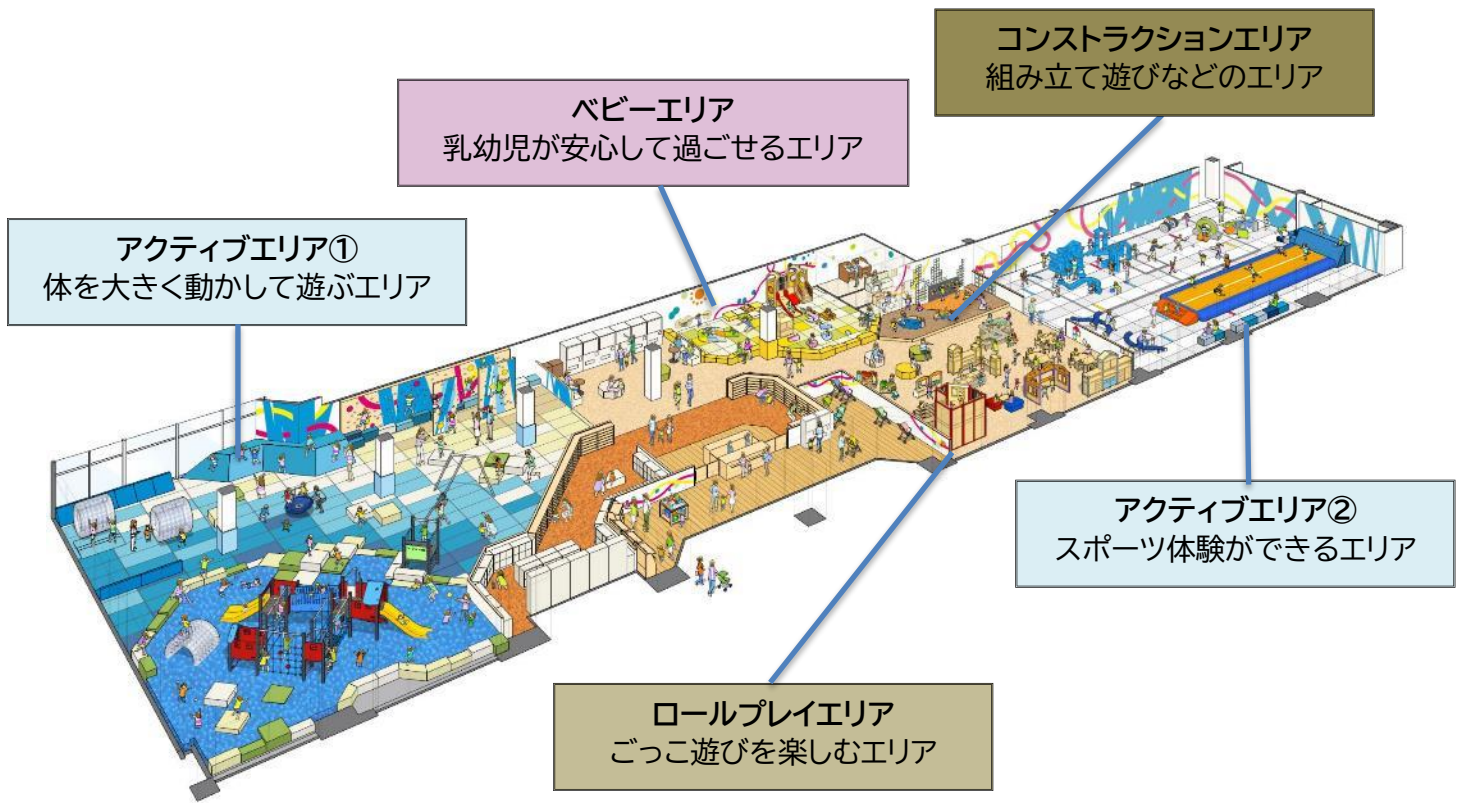 コンストラクションエリア
組み立て遊びなどのエリア
ベビーエリア
乳幼児が安心して過ごせるエリア
アクティブエリア①
体を大きく動かして遊ぶエリア
アクティブエリア②
スポーツ体験ができるエリア
ロールプレイエリア
ごっこ遊びを楽しむエリア